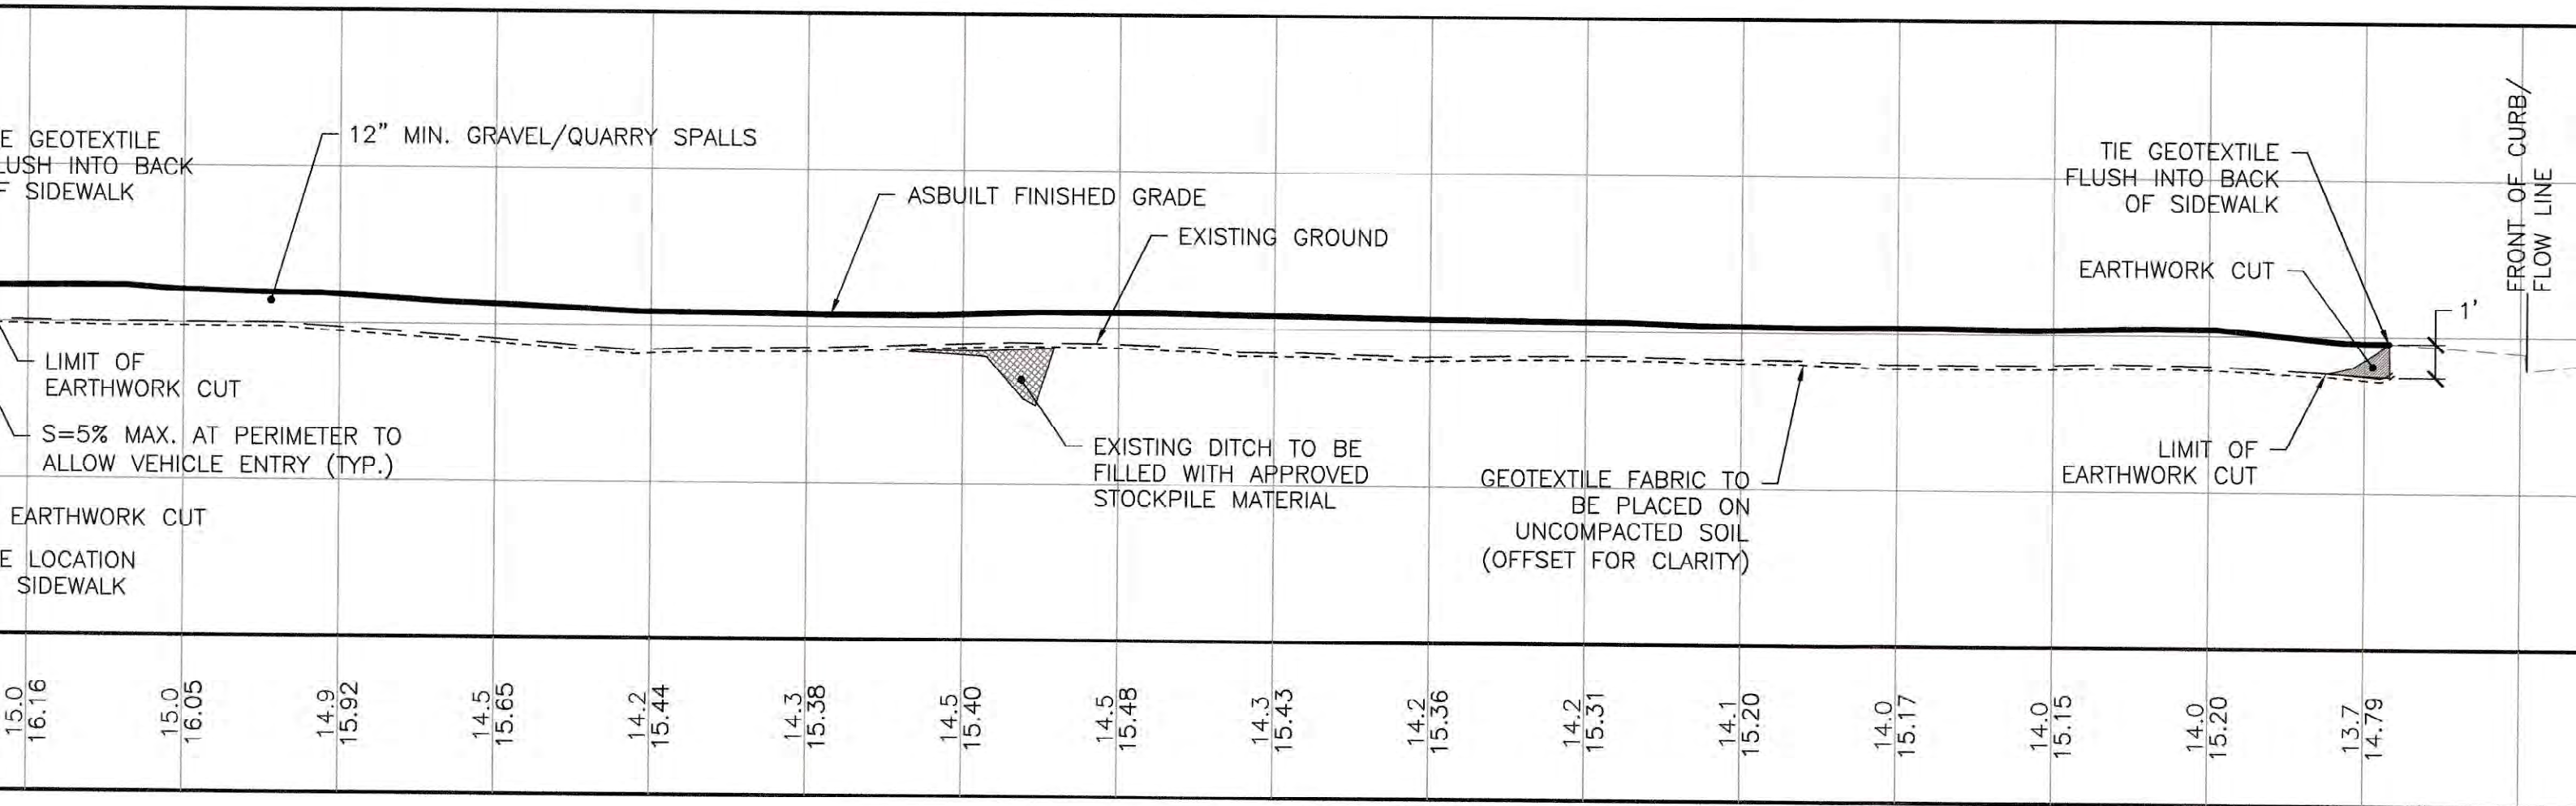 E GEOTEXTILE
LUSH INTO BACK
F SIDEWALK
12" MIN. GRAVEL/QUARRY SPALLS
ASBUILT FINISHED GRADE
EXISTING GROUND
TIE GEOTEXTILE
FLUSH INTO BACK
OF SIDEWALK
EARTHWORK CUT
FRONT OF CURB/
FLOW LINE
1'
LIMIT OF
EARTHWORK CUT
S=5% MAX. AT PERIMETER TO
ALLOW VEHICLE ENTRY (TYP.)
EARTHWORK CUT
E LOCATION
SIDEWALK
EXISTING DITCH TO BE
FILLED WITH APPROVED
STOCKPILE MATERIAL
GEOTEXTILE FABRIC TO
BE PLACED ON
UNCOMPACTED SOIL
(OFFSET FOR CLARITY)
LIMIT OF
EARTHWORK CUT
15.0
16.16
15.0
16.05
14.9
15.92
14.5
15.65
14.2
15.44
14.3
15.38
14.5
15.40
14.5
15.48
14.3
15.43
14.2
15.36
14.2
15.31
14.1
15.20
14.0
15.17
14.0
15.15
14.0
15.20
13.7
14.79